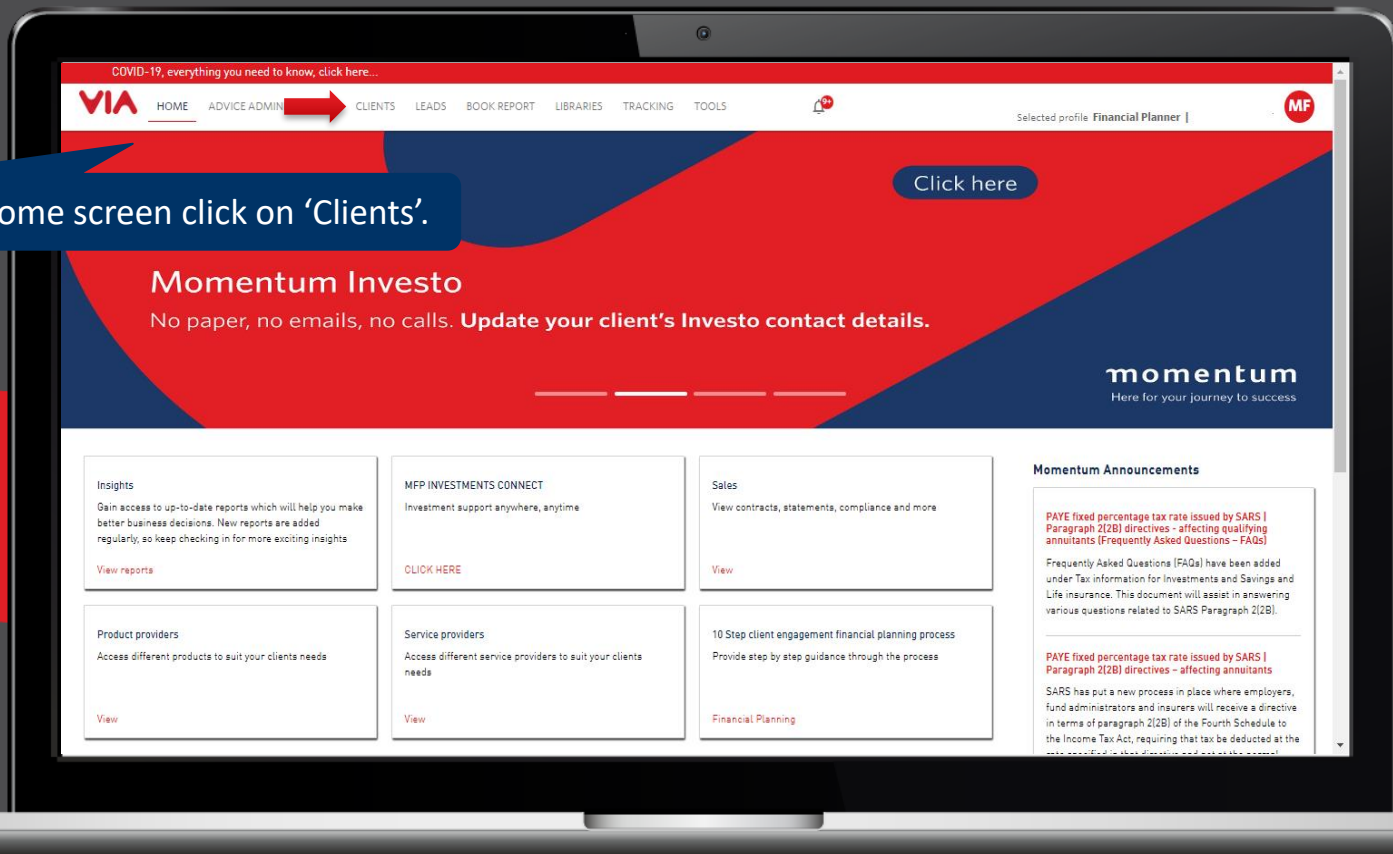 COVID-19, everything you need to know, click here...
VIA HOME ADVICE ADMIN CLIENTS LEADS BOOK REPORT LIBRARIES TRACKING TOOLS 9+ Selected profile Financial Planner | MF
Click here
ome screen click on ‘Clients’.
Momentum Investo
No paper, no emails, no calls. Update your client’s Investo contact details.
momentum
Here for your journey to success
Insights
Gain access to up-to-date reports which will help you make
better business decisions. New reports are added
regularly, so keep checking in for more exciting insights
View reports
MFP INVESTMENTS CONNECT
Investment support anywhere, anytime
CLICK HERE
Sales
View contracts, statements, compliance and more
View
Product providers
Access different products to suit your clients needs
View
Service providers
Access different service providers to suit your clients
needs
View
10 Step client engagement financial planning process
Provide step by step guidance through the process
Financial Planning
Momentum Announcements
PAYE fixed percentage tax rate issued by SARS |
Paragraph 2(2B) directives - affecting qualifying
annuitants (Frequently Asked Questions – FAQs)
Frequently Asked Questions (FAQs) have been added
under Tax information for Investments and Savings and
Life insurance. This document will assist in answering
various questions related to SARS Paragraph 2(2B).
PAYE fixed percentage tax rate issued by SARS |
Paragraph 2(2B) directives – affecting annuitants
SARS has put a new process in place where employers,
fund administrators and insurers will receive a directive
in terms of paragraph 2(2B) of the Fourth Schedule to
the Income Tax Act, requiring that tax be deducted at the